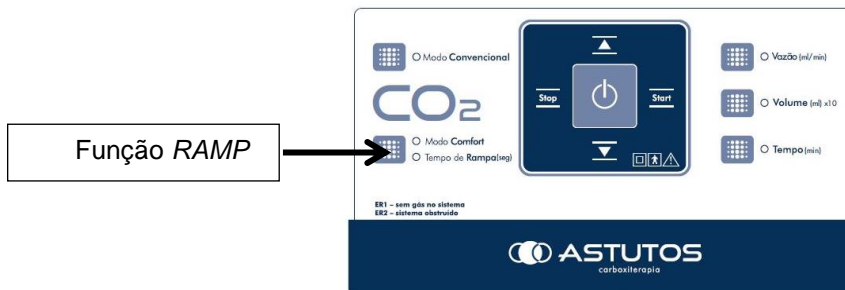 Função RAMP
Modo Convencional
CO2
Modo Comfort
Tempo de Rampa(seg)
Stop
Start
Vazão (ml/min)
Volume (ml) x10
Tempo (min)
ER1 – sem gás no sistema
ER2 – sistema obstruído
ASTUTOS
carboxiterapia